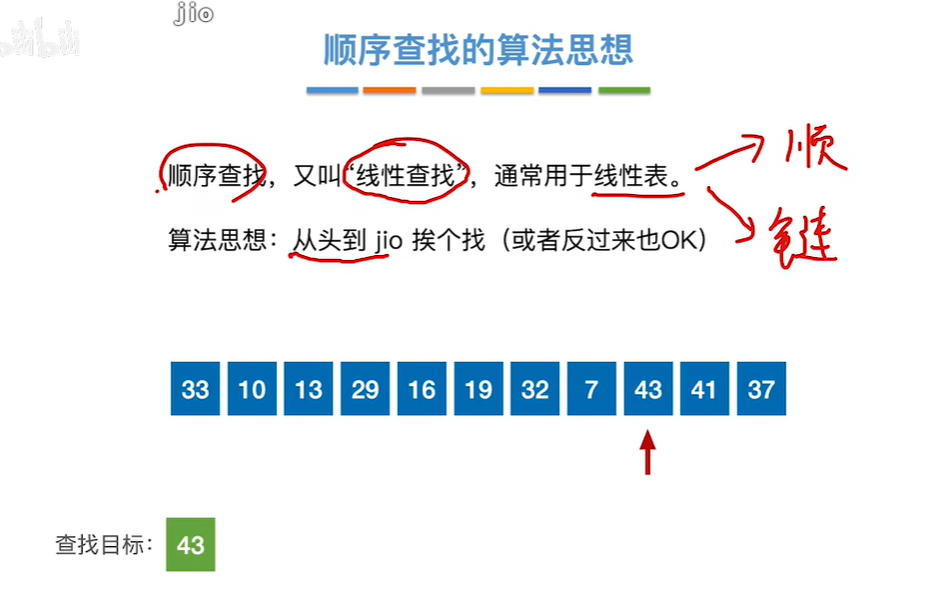 jio
顺序查找的算法思想
顺序查找，又叫“线性查找”，通常用于线性表。
顺
链
算法思想：从头到 jio 挨个找（或者反过来也OK）
33 10 13 29 16 19 32 7 43 41 37
查找目标：43